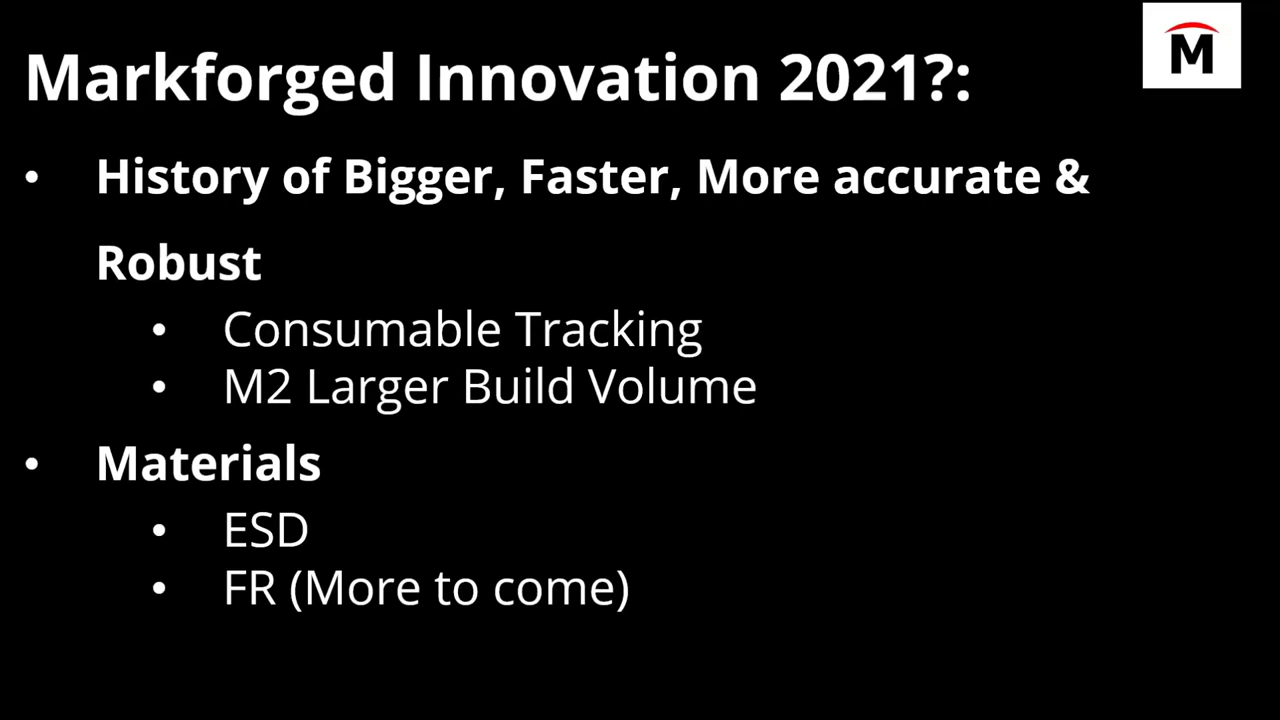 Markforged Innovation 2021?:
M
• History of Bigger, Faster, More accurate &
Robust
• Consumable Tracking
• M2 Larger Build Volume
• Materials
• ESD
• FR (More to come)